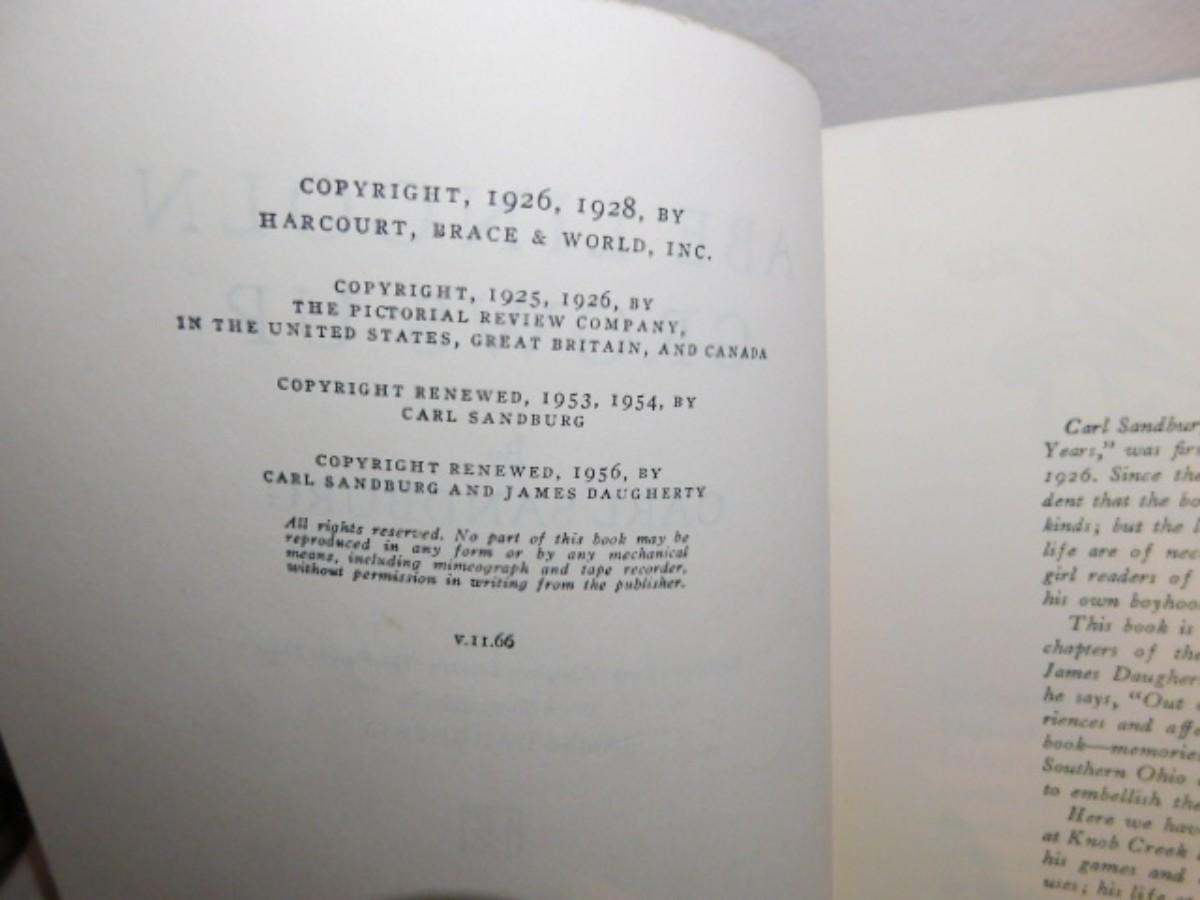 COPYRIGHT, 1926, 1928, BY
HARCOURT, BRACE & WORLD, INC.
COPYRIGHT, 1925, 1926, BY
THE PICTORIAL REVIEW COMPANY,
IN THE UNITED STATES, GREAT BRITAIN, AND CANADA
COPYRIGHT RENEWED, 1953, 1954, BY
CARL SANDBURG
COPYRIGHT RENEWED, 1956, BY
CARL SANDBURG AND JAMES DAUGHERTY
All rights reserved. No part of this book may be
reproduced in any form or by any mechanical
means, including mimeograph and tape recorder,
without permission in writing from the publisher.
V.11.66
Carl Sandbur
Years," was firs
1926. Since the
dent that the bo
kinds; but the l
life are of nec
girl readers of
his own boyhoo
This book is
chapters of the
James Daugher
he says, "Out
riences and affe
book—memories
Southern Ohio
to embellish the
Here we hav
at Knob Creek
his games and
uses; his life